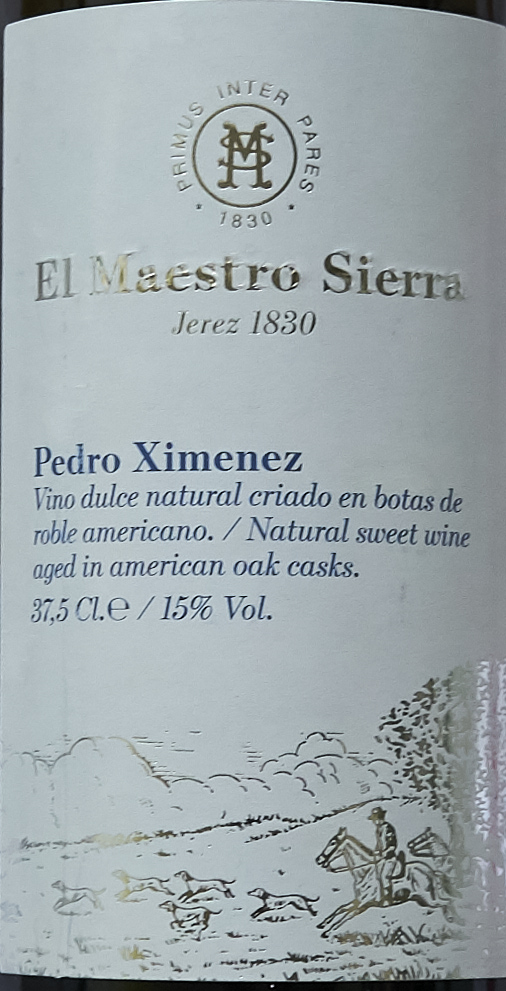 PRIMUS INTER PARES
MS
* 1830 *
El Maestro Sierra
Jerez 1830
Pedro Ximenez
Vino dulce natural criado en botas de
roble americano. / Natural sweet wine
aged in american oak casks.
37,5 Cl.℮ / 15% Vol.